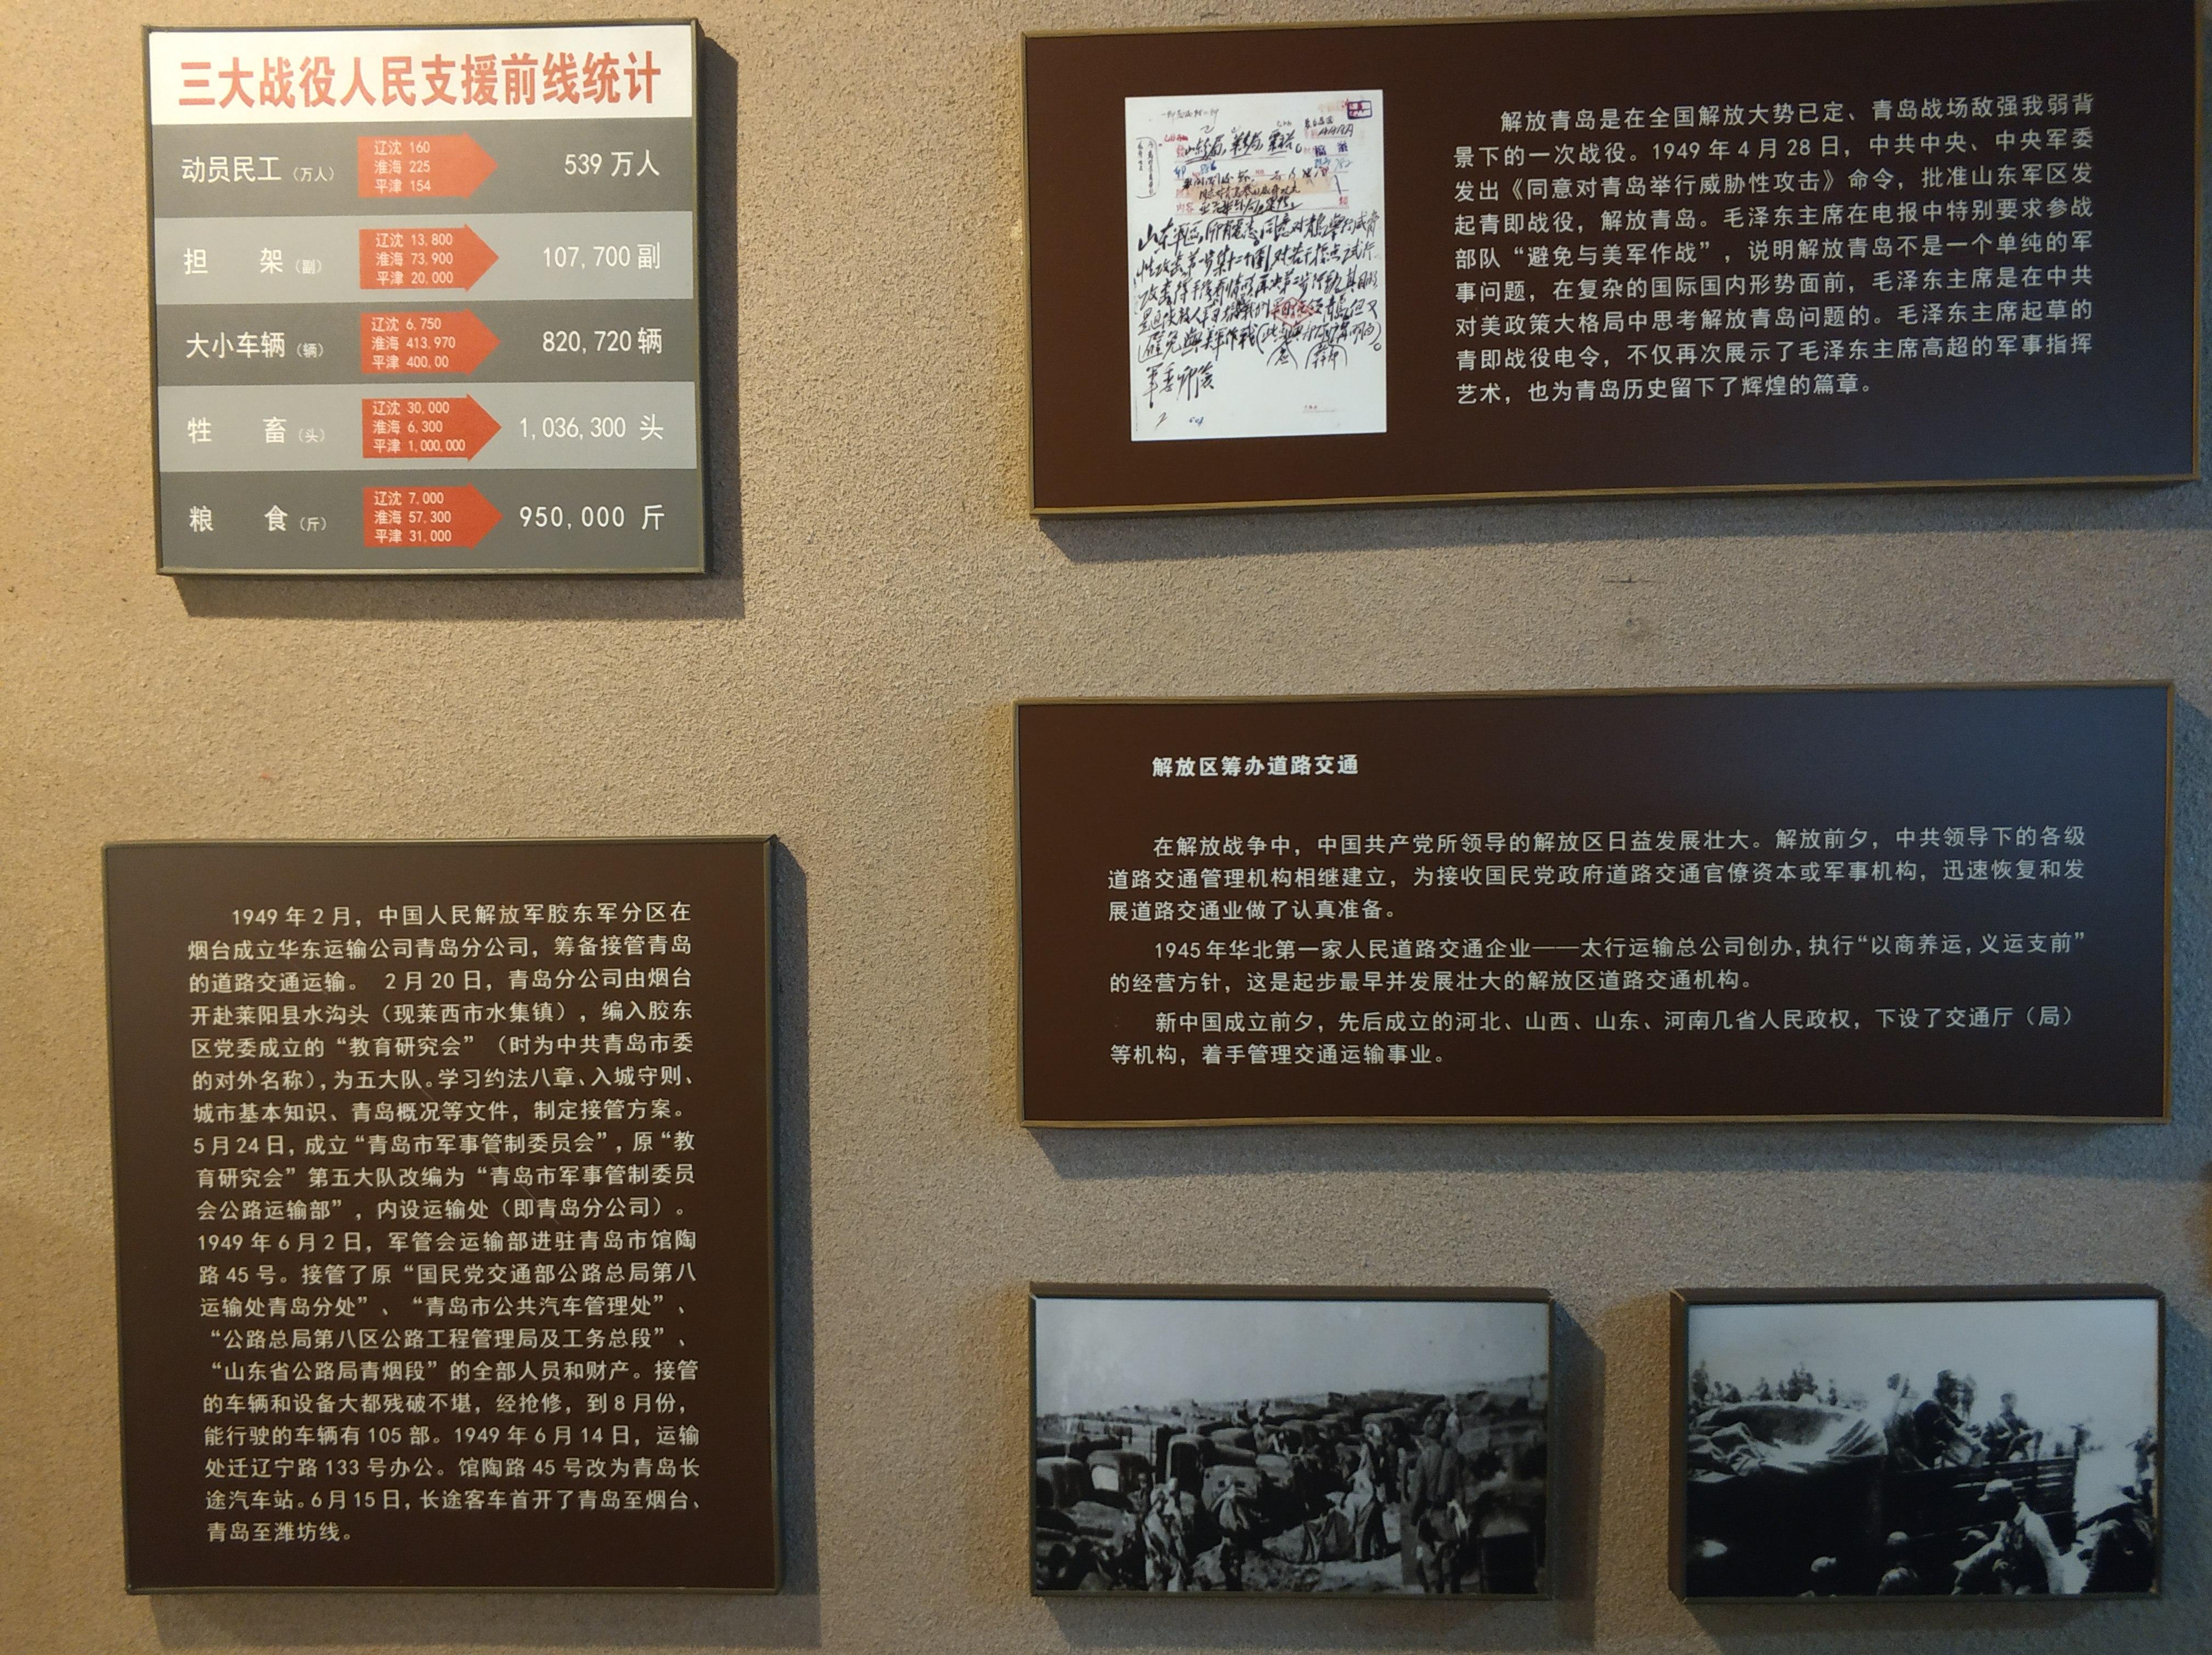 三大战役人民支援前线统计
动员民工（万人）
辽沈 160
淮海 225
平津 154
539 万人
担 架（副）
辽沈 13,800
淮海 73,900
平津 20,000
107,700 副
大小车辆（辆）
辽沈 6,750
淮海 413,970
平津 400,00
820,720 辆
牲 畜（头）
辽沈 30,000
淮海 6,300
平津 1,000,000
1,036,300 头
粮 食（斤）
辽沈 7,000
淮海 57,300
平津 31,000
950,000 斤
解放青岛是在全国解放大势已定、青岛战场敌强我弱背
景下的一次战役。1949 年 4 月 28 日，中共中央、中央军委
发出《同意对青岛举行威胁性攻击》命令，批准山东军区发
起青即战役，解放青岛。毛泽东主席在电报中特别要求参战
部队“避免与美军作战”，说明解放青岛不是一个单纯的军
事问题，在复杂的国际国内形势面前，毛泽东主席是在中共
对美政策大格局中思考解放青岛问题的。毛泽东主席起草的
青即战役电令，不仅再次展示了毛泽东主席高超的军事指挥
艺术，也为青岛历史留下了辉煌的篇章。
解放区筹办道路交通
在解放战争中，中国共产党所领导的解放区日益发展壮大。解放前夕，中共领导下的各级
道路交通管理机构相继建立，为接收国民党政府道路交通官僚资本或军事机构，迅速恢复和发
展道路交通业做了认真准备。
1945 年华北第一家人民道路交通企业——太行运输总公司创办，执行“以商养运，义运支前”
的经营方针，这是起步最早并发展壮大的解放区道路交通机构。
新中国成立前夕，先后成立的河北、山西、山东、河南几省人民政权，下设了交通厅（局）
等机构，着手管理交通运输事业。
1949 年 2 月，中国人民解放军胶东军分区在
烟台成立华东运输公司青岛分公司，筹备接管青岛
的道路交通运输。 2 月 20 日，青岛分公司由烟台
开赴莱阳县水沟头（现莱西市水集镇），编入胶东
区党委成立的“教育研究会”（时为中共青岛市委
的对外名称），为五大队。学习约法八章、入城守则、
城市基本知识、青岛概况等文件，制定接管方案。
5 月 24 日，成立“青岛市军事管制委员会”，原“教
育研究会”第五大队改编为“青岛市军事管制委员
会公路运输部”，内设运输处（即青岛分公司）。
1949 年 6 月 2 日，军管会运输部进驻青岛市馆陶
路 45 号。接管了原“国民党交通部公路总局第八
运输处青岛分处”、“青岛市公共汽车管理处”、
“公路总局第八区公路工程管理局及工务总段”、
“山东省公路局青烟段”的全部人员和财产。接管
的车辆和设备大都残破不堪，经抢修，到 8 月份，
能行驶的车辆有 105 部。1949 年 6 月 14 日，运输
处迁辽宁路 133 号办公。馆陶路 45 号改为青岛长
途汽车站。6 月 15 日，长途客车首开了青岛至烟台、
青岛至潍坊线。